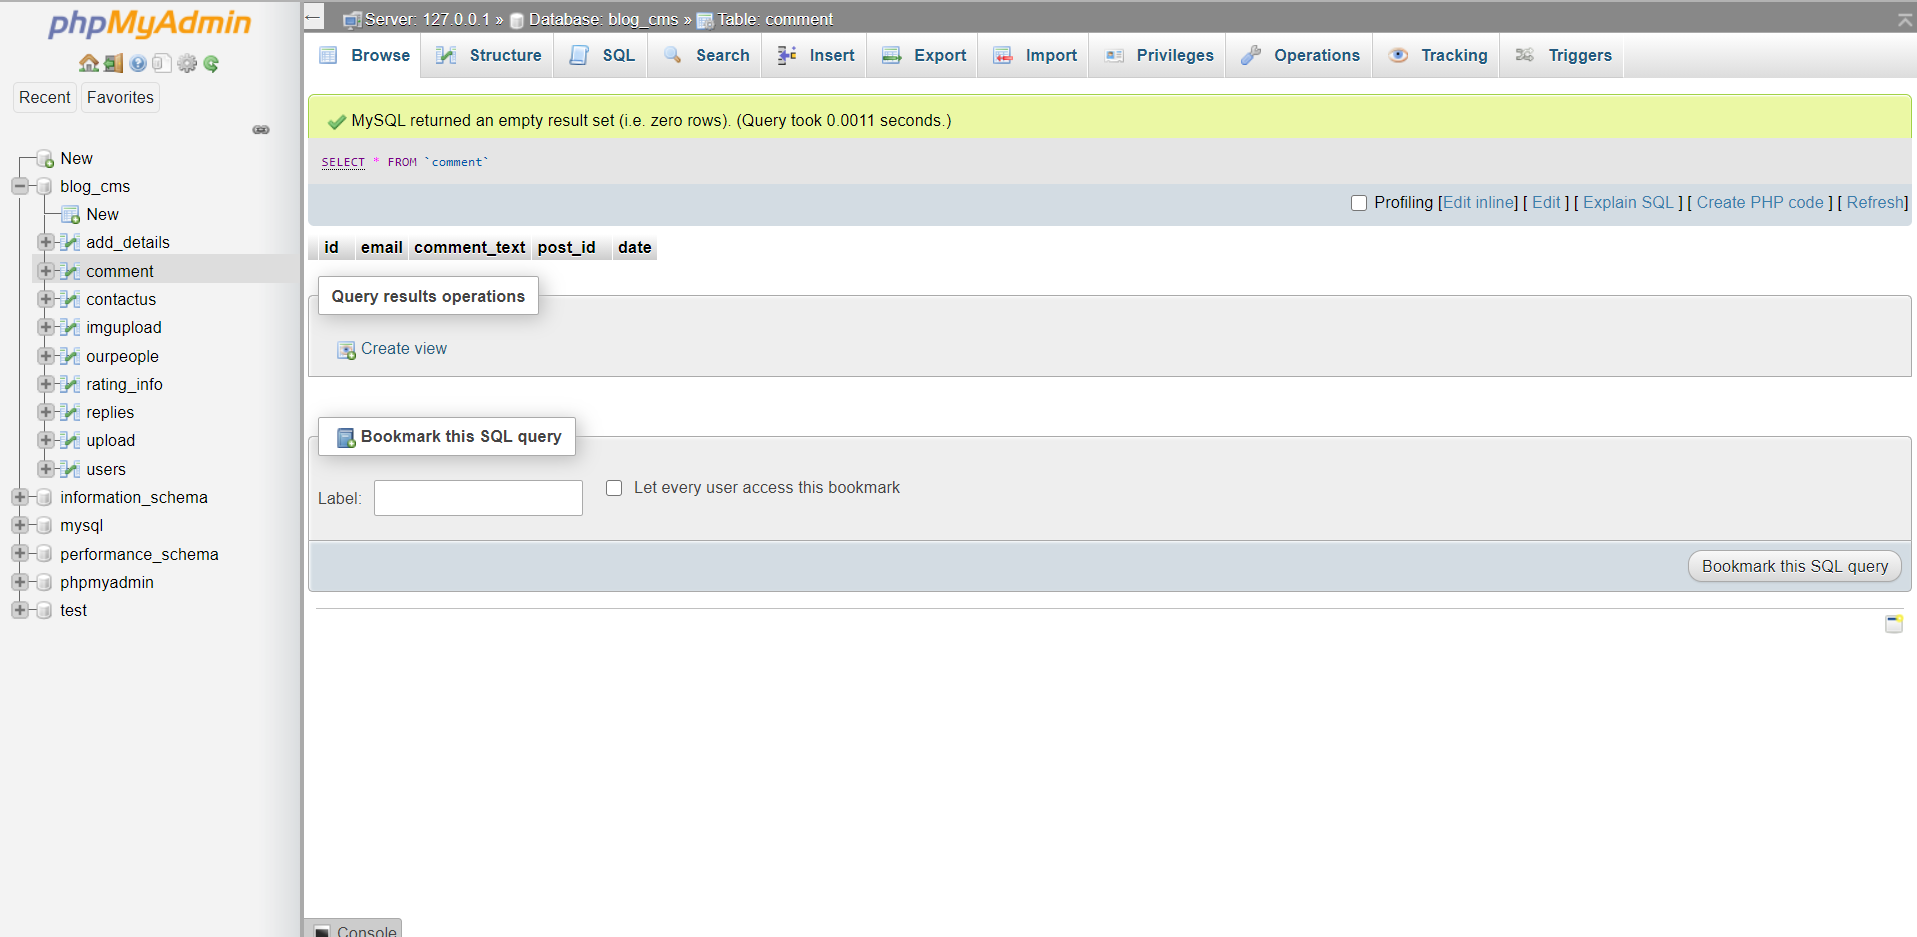 phpMyAdmin
Recent Favorites
New
blog_cms
New
add_details
comment
contactus
imgupload
ourpeople
rating_info
replies
upload
users
information_schema
mysql
performance_schema
phpmyadmin
test
Server: 127.0.0.1 » Database: blog_cms » Table: comment
Browse Structure SQL Search Insert Export Import Privileges Operations Tracking Triggers
MySQL returned an empty result set (i.e. zero rows). (Query took 0.0011 seconds.)
SELECT * FROM `comment`
Profiling [Edit inline] [ Edit ] [ Explain SQL ] [ Create PHP code ] [ Refresh]
id email comment_text post_id date
Query results operations
Create view
Bookmark this SQL query
Label: Let every user access this bookmark
Bookmark this SQL query
Console